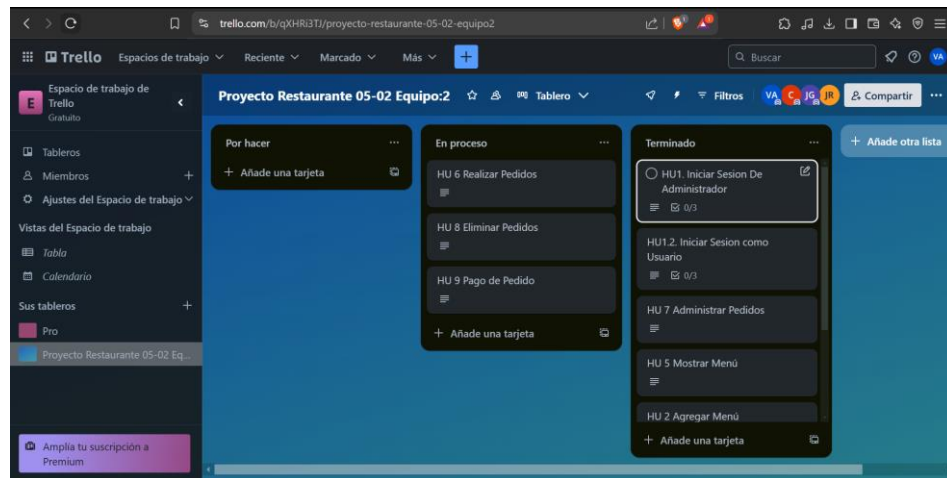 trello.com/b/qXHRi3TJ/proyecto-restaurante-05-02-equipo2
Trello Espacios de trabajo Reciente Marcado Más + Buscar VA
E Espacio de trabajo de
Trello
Gratuito
Tableros
Miembros +
Ajustes del Espacio de trabajo
Vistas del Espacio de trabajo
Tabla
Calendario
Sus tableros +
Pro
Proyecto Restaurante 05-02 Eq...
Amplía tu suscripción a
Premium
Proyecto Restaurante 05-02 Equipo:2 Tablero Filtros VA C JG JR Compartir ...
Por hacer ...
+ Añade una tarjeta
En proceso ...
HU 6 Realizar Pedidos
HU 8 Eliminar Pedidos
HU 9 Pago de Pedido
+ Añade una tarjeta
Terminado ...
HU1. Iniciar Sesion De
Administrador
0/3
HU1.2. Iniciar Sesion como
Usuario
0/3
HU 7 Administrar Pedidos
HU 5 Mostrar Menú
HU 2 Agregar Menú
+ Añade una tarjeta
+ Añade otra lista